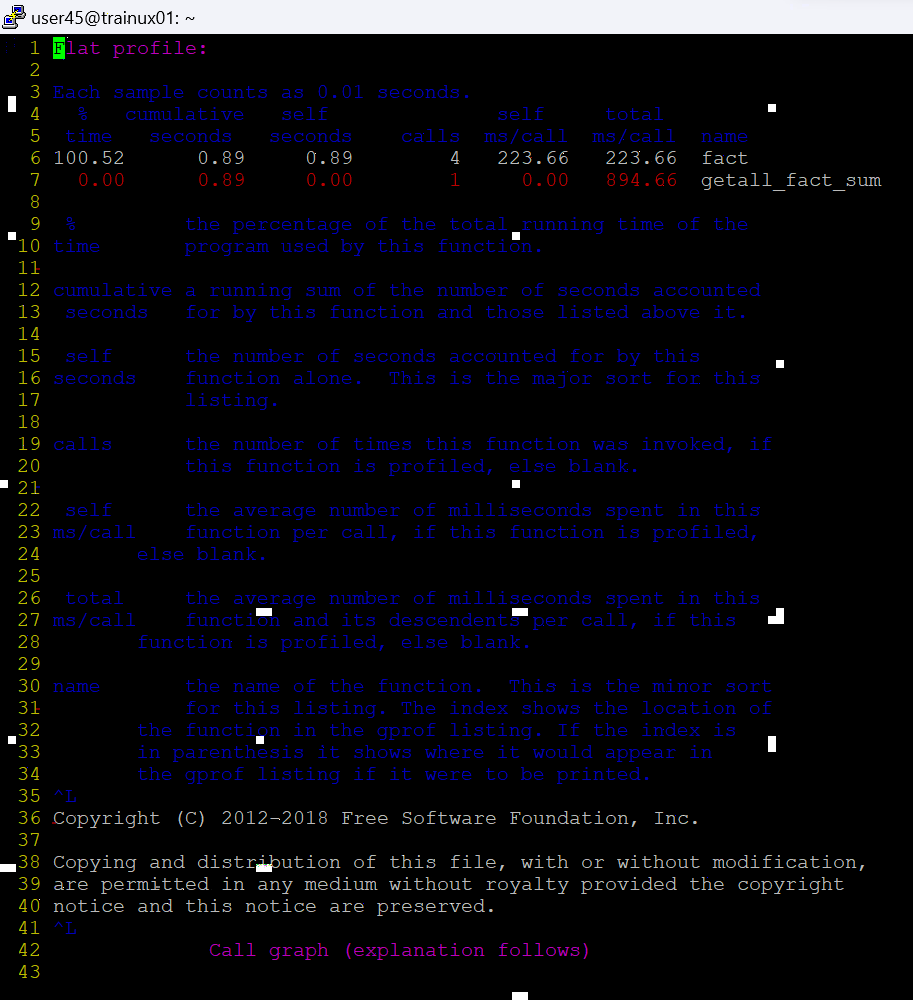 user45@trainux01: ~
1 Flat profile:
2
3 Each sample counts as 0.01 seconds.
4   %   cumulative   self              self     total
5  time   seconds   seconds    calls  ms/call  ms/call  name
6 100.52      0.89     0.89        4   223.66   223.66  fact
7   0.00      0.89     0.00        1     0.00   894.66  getall_fact_sum
8
9  %         the percentage of the total running time of the
10 time       program used by this function.
11
12 cumulative a running sum of the number of seconds accounted
13  seconds   for by this function and those listed above it.
14
15  self      the number of seconds accounted for by this
16 seconds    function alone.  This is the major sort for this
17            listing.
18
19 calls      the number of times this function was invoked, if
20            this function is profiled, else blank.
21
22  self      the average number of milliseconds spent in this
23 ms/call    function per call, if this function is profiled,
24        else blank.
25
26  total     the average number of milliseconds spent in this
27 ms/call    function and its descendents per call, if this
28        function is profiled, else blank.
29
30 name       the name of the function.  This is the minor sort
31            for this listing. The index shows the location of
32        the function in the gprof listing. If the index is
33        in parenthesis it shows where it would appear in
34        the gprof listing if it were to be printed.
35 ^L
36 Copyright (C) 2012-2018 Free Software Foundation, Inc.
37
38 Copying and distribution of this file, with or without modification,
39 are permitted in any medium without royalty provided the copyright
40 notice and this notice are preserved.
41 ^L
42              Call graph (explanation follows)
43